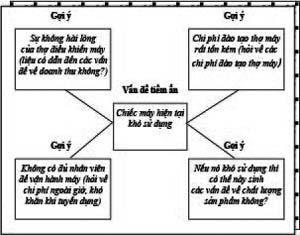 Gợi ý
Sự không hài lòng
của thợ điều khiển máy
(liệu có dẫn đến các vấn
đề về doanh thu không?)
Gợi ý
Chi phí đào tạo thợ máy
rất tốn kém (hỏi về các
chi phí đào tạo thợ máy)
Vấn đề tiềm ẩn
Chiếc máy hiện tại
khó sử dụng
Gợi ý
Không có đủ nhân viên
để vận hành máy (hỏi về
chi phí ngoài giờ, khó
khăn khi tuyển dụng)
Gợi ý
Nếu nó khó sử dụng thì
có thể nảy sinh
các vấn đề về chất lượng
sản phẩm không?